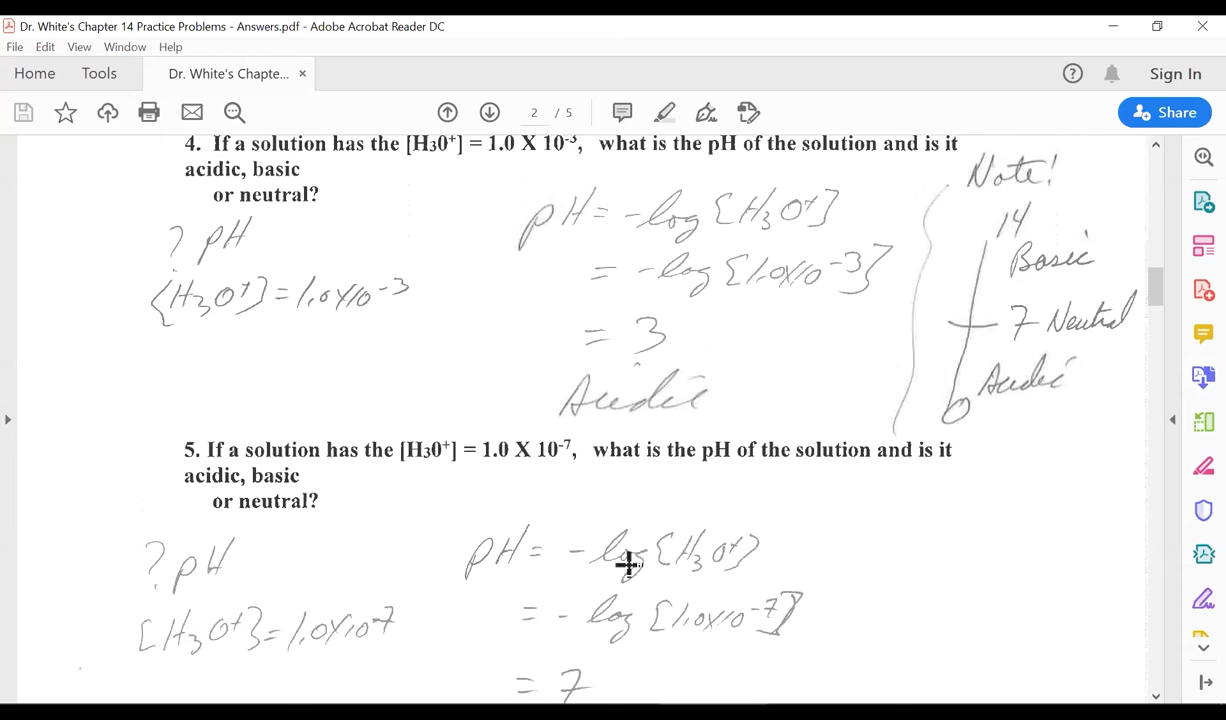 Dr. White's Chapter 14 Practice Problems - Answers.pdf - Adobe Acrobat Reader DC
File Edit View Window Help
Home Tools Dr. White's Chapte... × Sign In
2 / 5 Share
4. If a solution has the [H₃0⁺] = 1.0 X 10⁻³, what is the pH of the solution and is it
acidic, basic
or neutral?
Note!
14
Basic
7 Neutral
Acidic
0
? pH
[H₃O⁺] = 1.0X10⁻³
pH = -log [H₃O⁺]
= -log [1.0X10⁻³]
= 3
Acidic
5. If a solution has the [H₃0⁺] = 1.0 X 10⁻⁷, what is the pH of the solution and is it
acidic, basic
or neutral?
? pH
[H₃O⁺] = 1.0X10⁻⁷
pH = -log [H₃O⁺]
= -log [1.0X10⁻⁷]
= 7